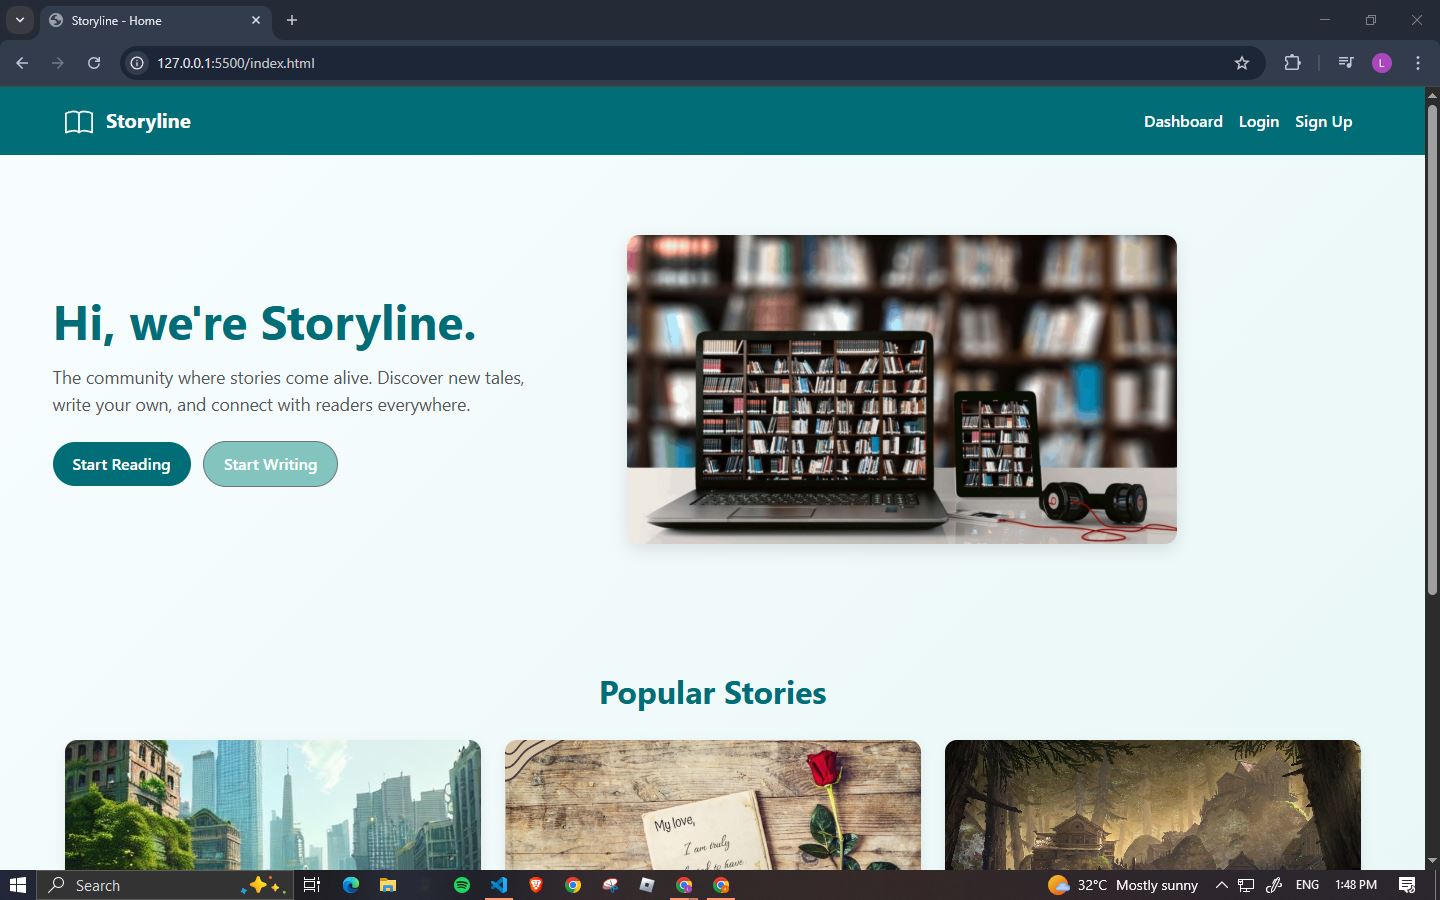 Storyline - Home
127.0.0.1:5500/index.html
L
Storyline
Dashboard Login Sign Up
Hi, we're Storyline.
The community where stories come alive. Discover new tales,
write your own, and connect with readers everywhere.
Start Reading Start Writing
Popular Stories
My love,
I am truly
to have
Search
32°C Mostly sunny
ENG
1:48 PM